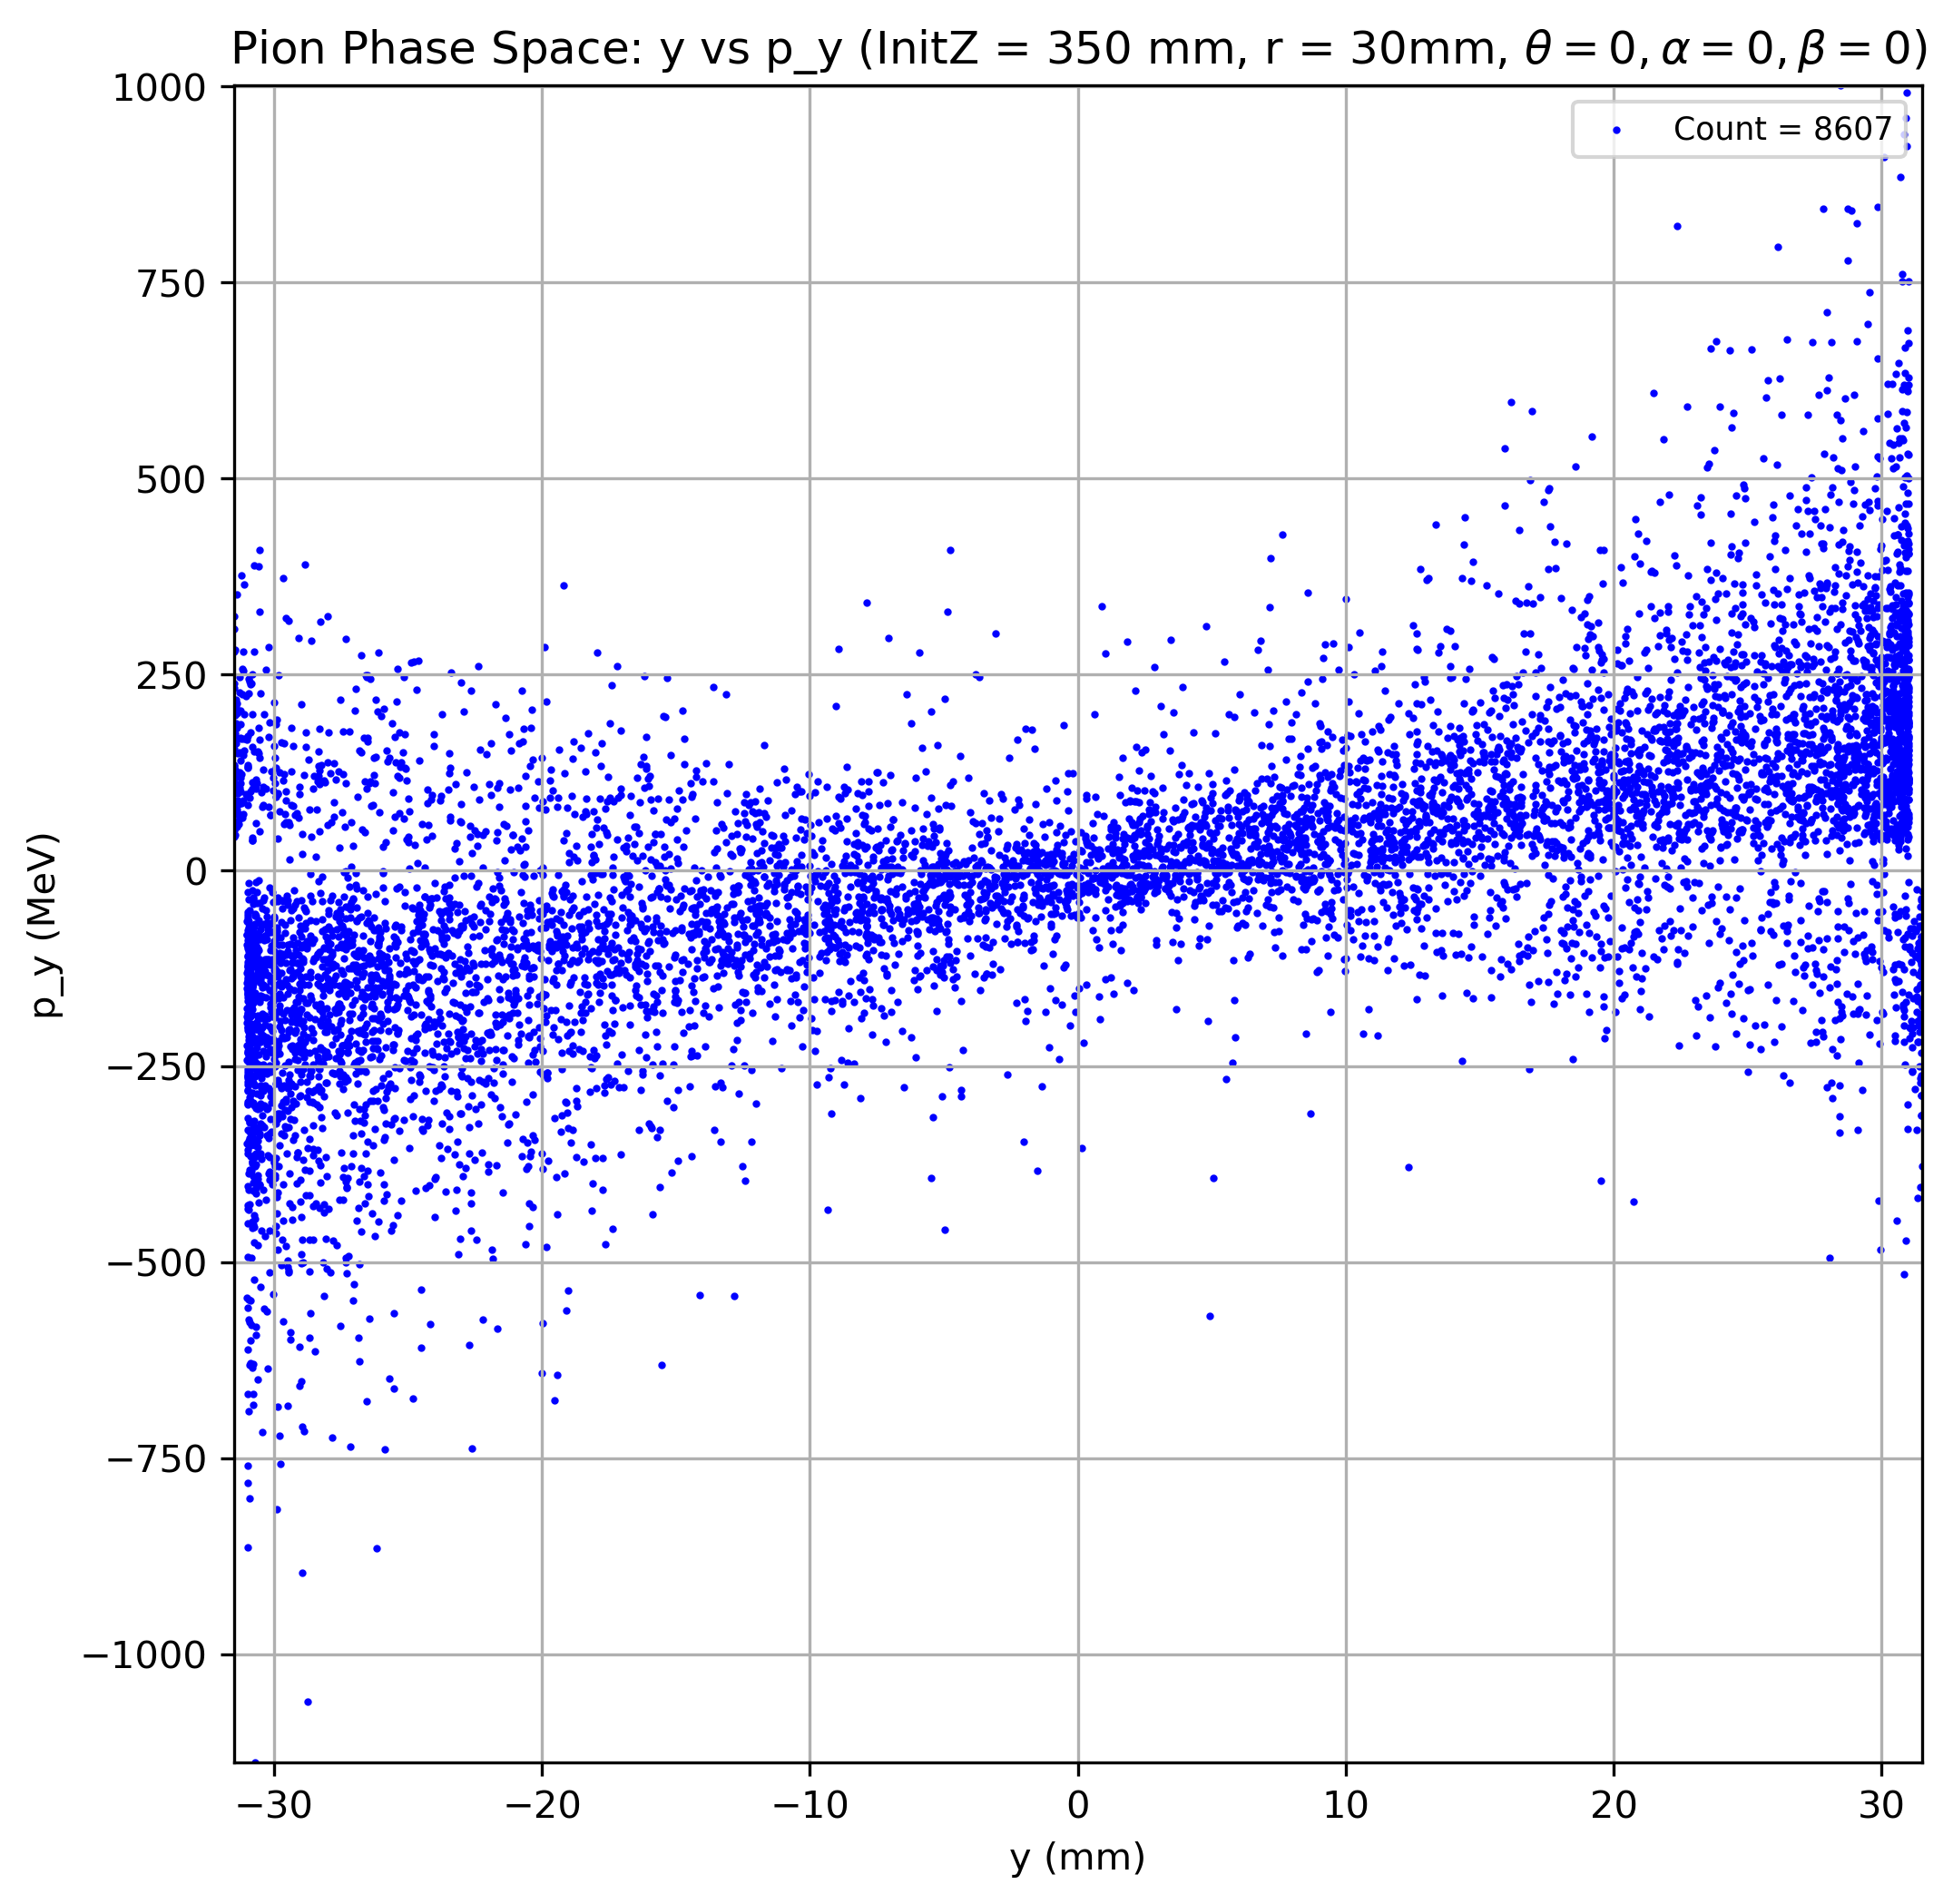 Pion Phase Space: y vs p_y (InitZ = 350 mm, r = 30mm, θ = 0, α = 0, β = 0)
Count = 8607
1000
750
500
250
0
−250
−500
−750
−1000
p_y (MeV)
−30 −20 −10 0 10 20 30
y (mm)